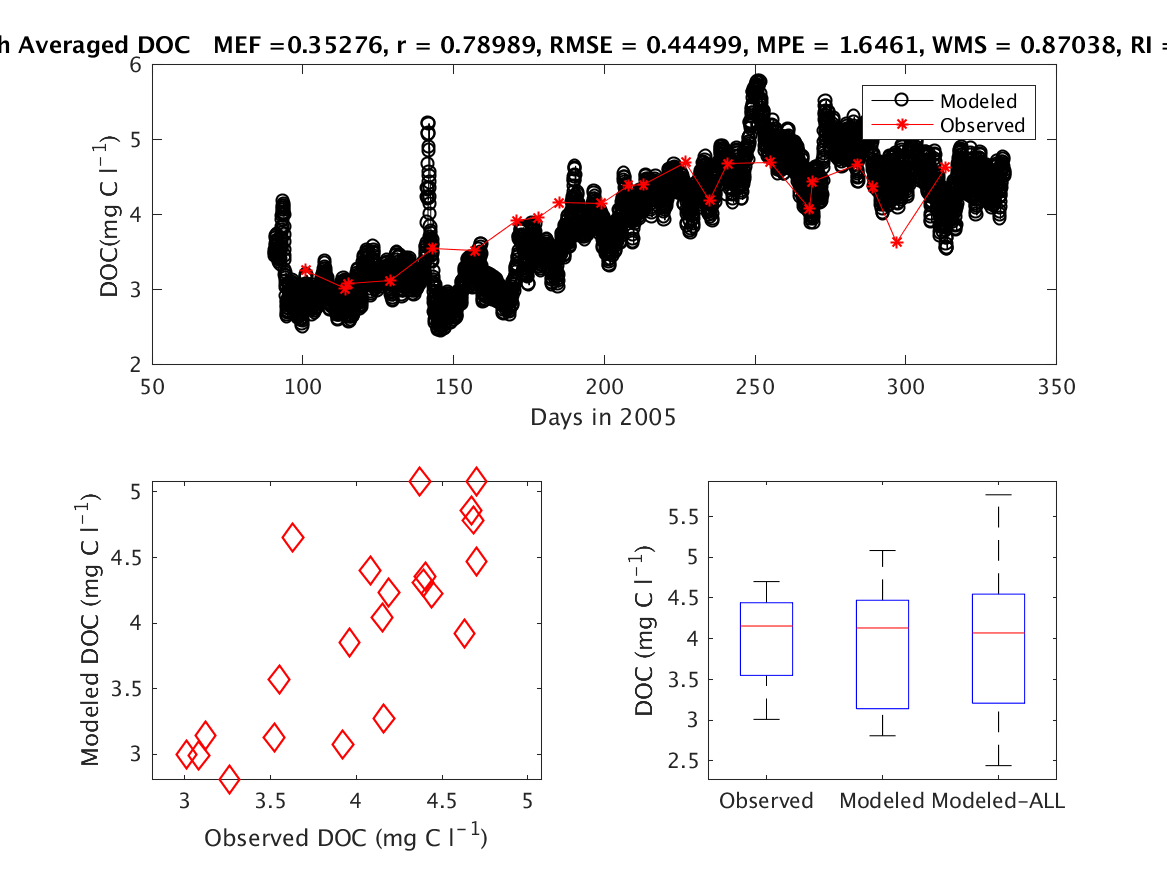 h Averaged DOC   MEF =0.35276, r = 0.78989, RMSE = 0.44499, MPE = 1.6461, WMS = 0.87038, RI =
6
5
4
3
2
DOC(mg C l⁻¹)
Modeled
Observed
50 100 150 200 250 300 350
Days in 2005
5
4.5
4
3.5
3
Modeled DOC (mg C l⁻¹)
3 3.5 4 4.5 5
Observed DOC (mg C l⁻¹)
5.5
5
4.5
4
3.5
3
2.5
DOC (mg C l⁻¹)
Observed Modeled Modeled-ALL